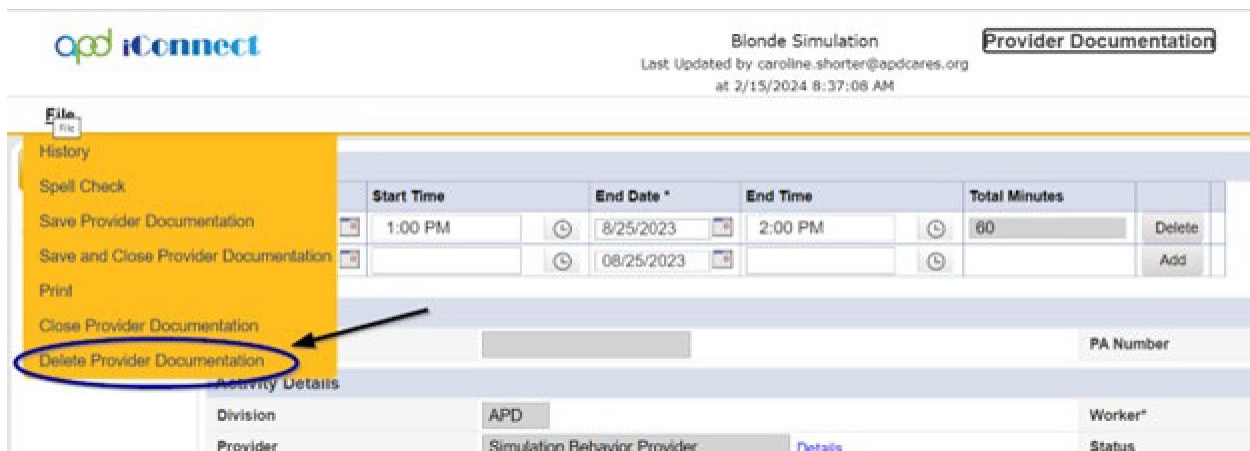 apd iConnect
Blonde Simulation
Provider Documentation
Last Updated by caroline.shorter@apdcares.org
at 2/15/2024 8:37:08 AM
File
File
History
Spell Check
Save Provider Documentation
Save and Close Provider Documentation
Print
Close Provider Documentation
Delete Provider Documentation
Start Time End Date * End Time Total Minutes
1:00 PM 8/25/2023 2:00 PM 60 Delete
08/25/2023 Add
PA Number
Activity Details
Division APD Worker*
Provider Simulation Behavior Provider Details Status